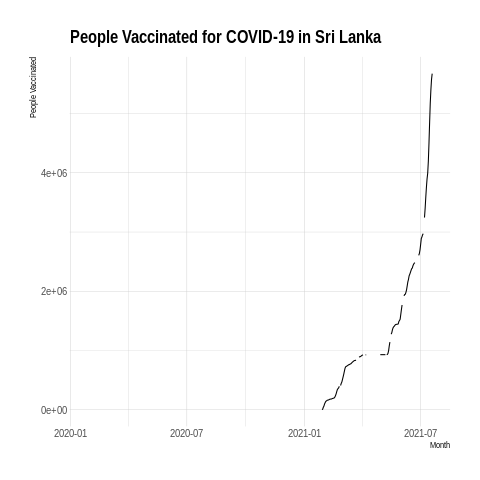 People Vaccinated for COVID-19 in Sri Lanka
People Vaccinated
4e+06
2e+06
0e+00
2020-01 2020-07 2021-01 2021-07
Month